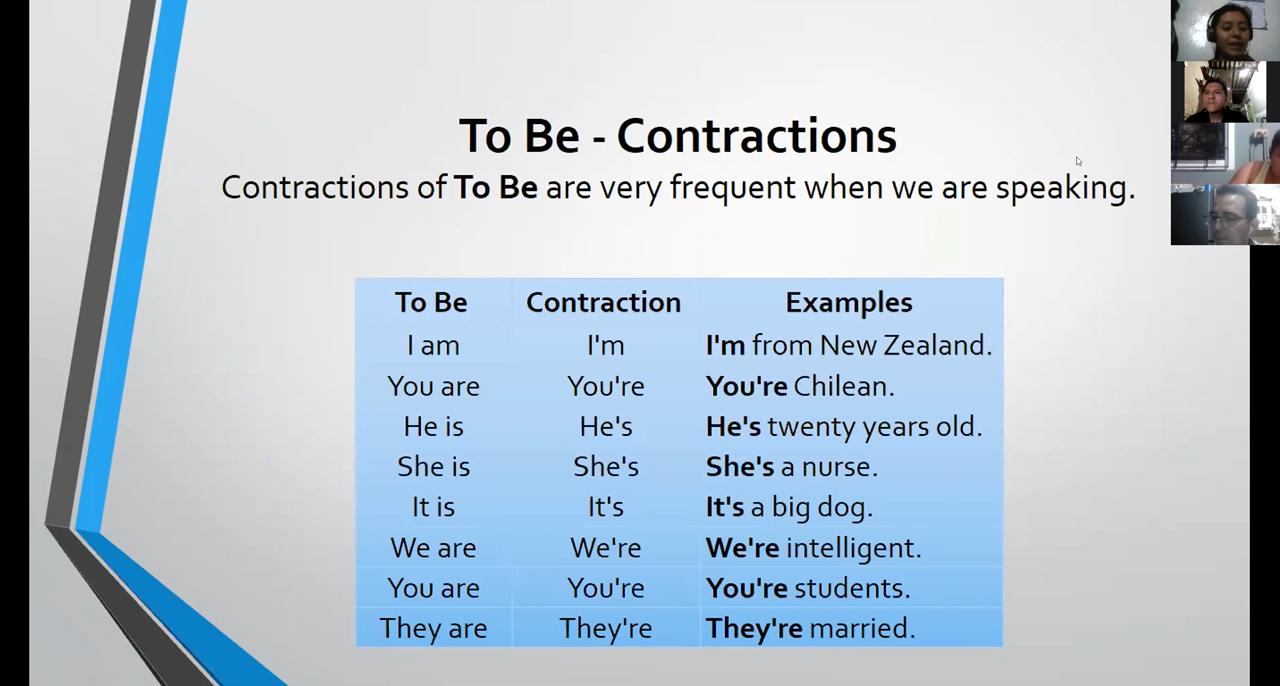 To Be - Contractions
Contractions of To Be are very frequent when we are speaking.
To Be Contraction Examples
I am I'm I'm from New Zealand.
You are You're You're Chilean.
He is He's He's twenty years old.
She is She's She's a nurse.
It is It's It's a big dog.
We are We're We're intelligent.
You are You're You're students.
They are They're They're married.